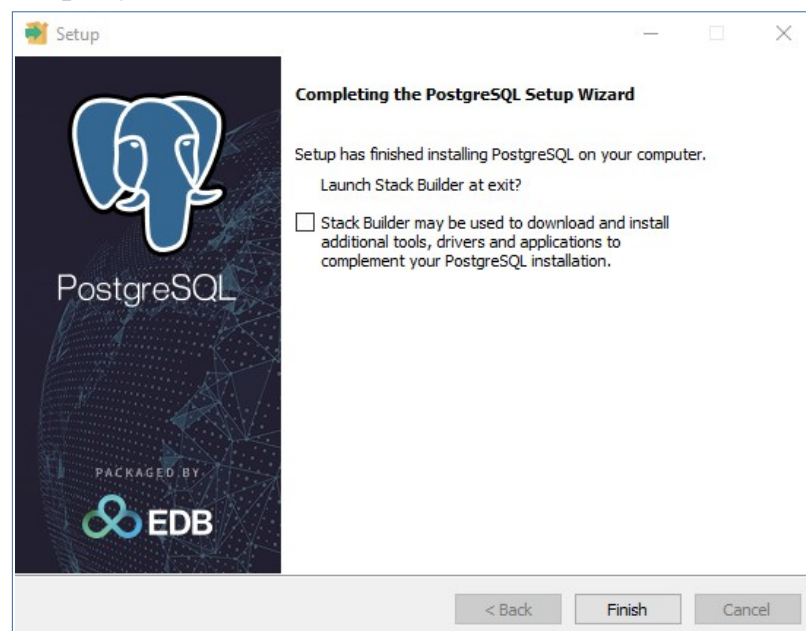 Setup
Completing the PostgreSQL Setup Wizard
Setup has finished installing PostgreSQL on your computer.
Launch Stack Builder at exit?
Stack Builder may be used to download and install
additional tools, drivers and applications to
complement your PostgreSQL installation.
PostgreSQL
PACKAGED BY
EDB
< Back
Finish
Cancel